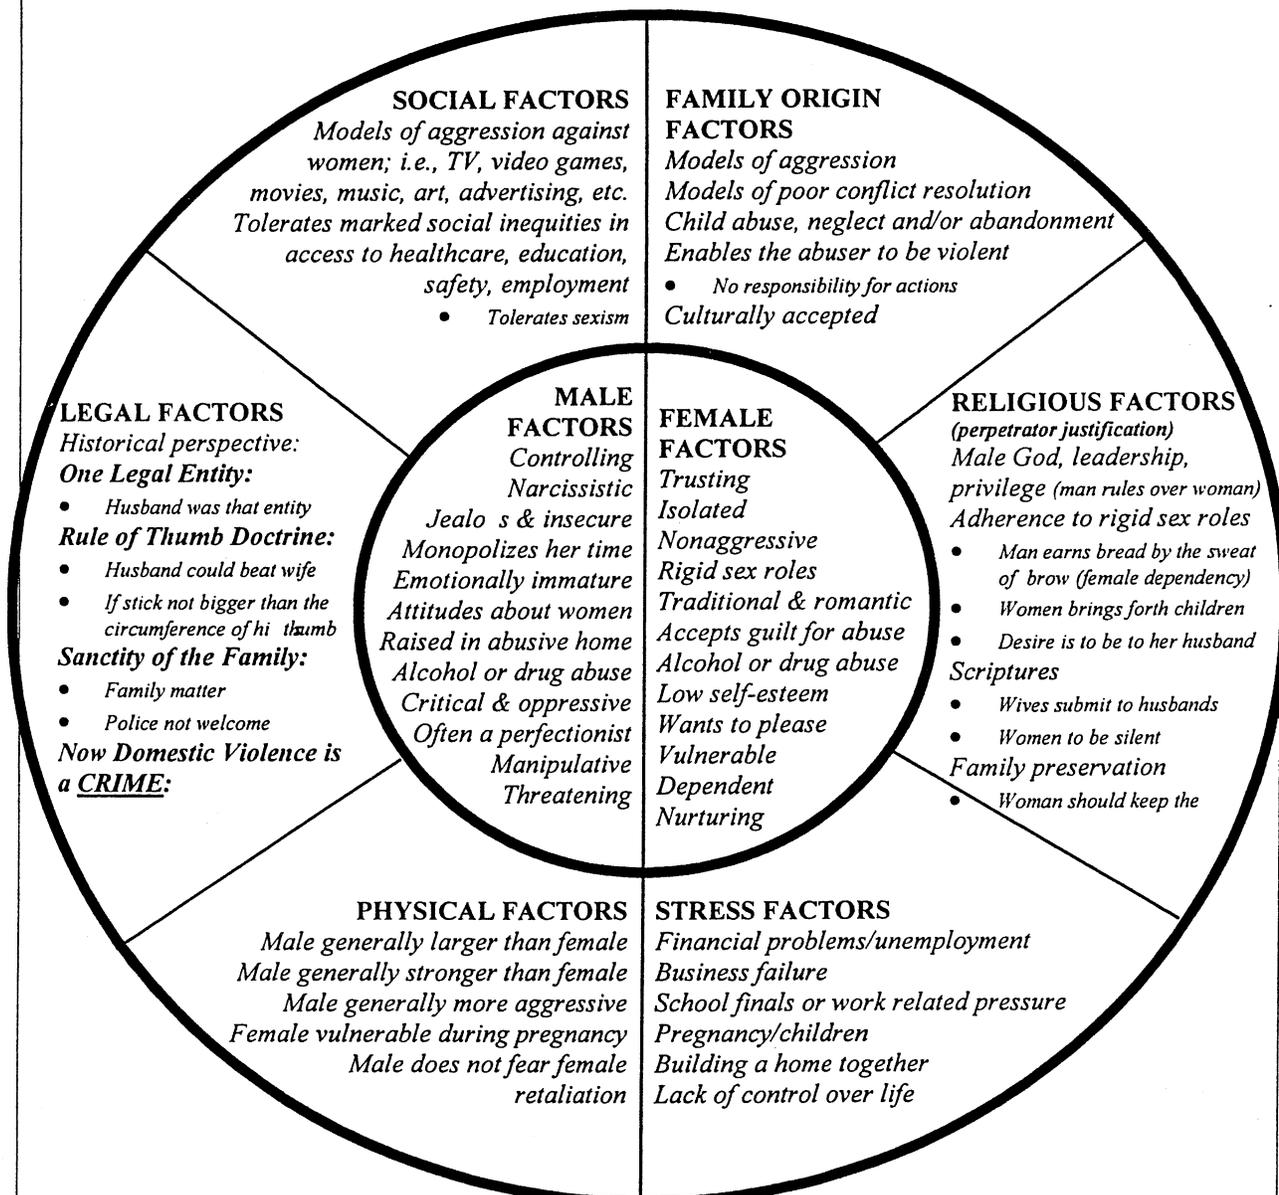 SOCIAL FACTORS
Models of aggression against
women; i.e., TV, video games,
movies, music, art, advertising, etc.
Tolerates marked social inequities in
access to healthcare, education,
safety, employment
• Tolerates sexism
FAMILY ORIGIN
FACTORS
Models of aggression
Models of poor conflict resolution
Child abuse, neglect and/or abandonment
Enables the abuser to be violent
• No responsibility for actions
Culturally accepted
LEGAL FACTORS
Historical perspective:
One Legal Entity:
• Husband was that entity
Rule of Thumb Doctrine:
• Husband could beat wife
• If stick not bigger than the
circumference of hi thumb
Sanctity of the Family:
• Family matter
• Police not welcome
Now Domestic Violence is
a CRIME:
MALE
FACTORS
Controlling
Narcissistic
Jealo s & insecure
Monopolizes her time
Emotionally immature
Attitudes about women
Raised in abusive home
Alcohol or drug abuse
Critical & oppressive
Often a perfectionist
Manipulative
Threatening
FEMALE
FACTORS
Trusting
Isolated
Nonaggressive
Rigid sex roles
Traditional & romantic
Accepts guilt for abuse
Alcohol or drug abuse
Low self-esteem
Wants to please
Vulnerable
Dependent
Nurturing
RELIGIOUS FACTORS
(perpetrator justification)
Male God, leadership,
privilege (man rules over woman)
Adherence to rigid sex roles
• Man earns bread by the sweat
of brow (female dependency)
• Women brings forth children
• Desire is to be to her husband
Scriptures
• Wives submit to husbands
• Women to be silent
Family preservation
• Woman should keep the
PHYSICAL FACTORS
Male generally larger than female
Male generally stronger than female
Male generally more aggressive
Female vulnerable during pregnancy
Male does not fear female
retaliation
STRESS FACTORS
Financial problems/unemployment
Business failure
School finals or work related pressure
Pregnancy/children
Building a home together
Lack of control over life